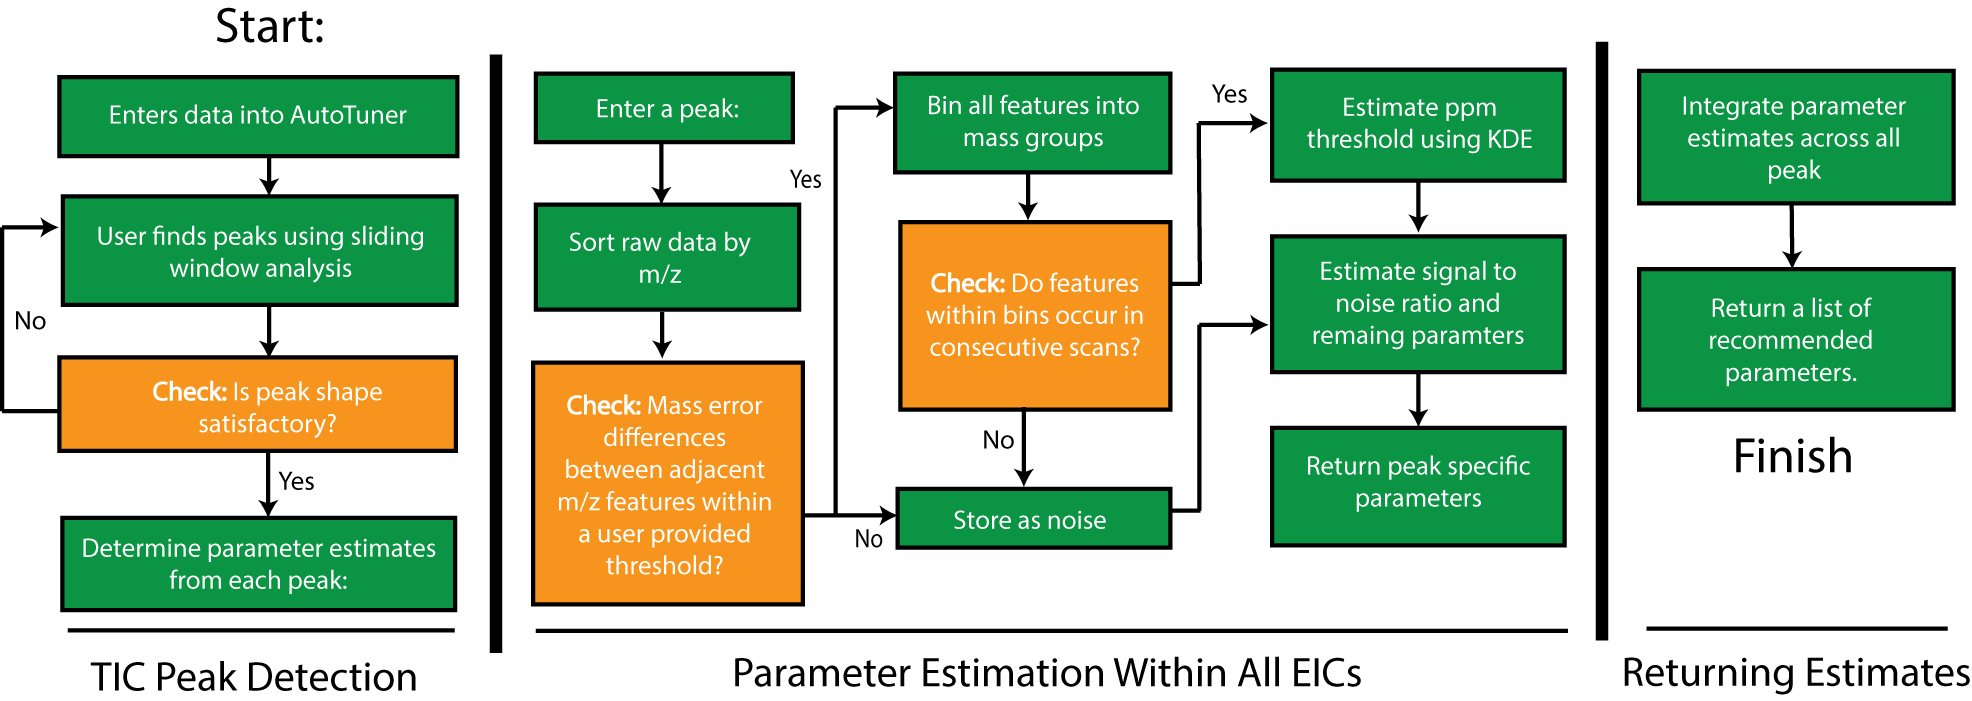 Start:
Enters data into AutoTuner
User finds peaks using sliding
window analysis
No
Check: Is peak shape
satisfactory?
Yes
Determine parameter estimates
from each peak:
TIC Peak Detection
Enter a peak:
Sort raw data by
m/z
Check: Mass error
differences
between adjacent
m/z features within
a user provided
threshold?
Yes
No
Bin all features into
mass groups
Check: Do features
within bins occur in
consecutive scans?
No
Store as noise
Yes
Estimate ppm
threshold using KDE
Estimate signal to
noise ratio and
remaing paramters
Return peak specific
parameters
Parameter Estimation Within All EICs
Integrate parameter
estimates across all
peak
Return a list of
recommended
parameters.
Finish
Returning Estimates